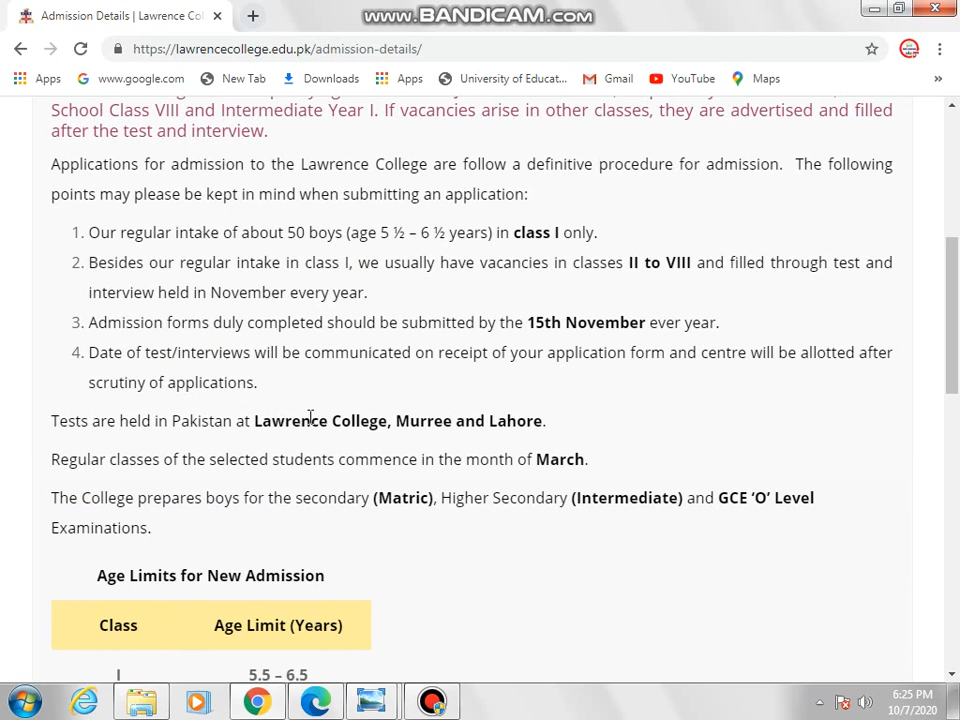 Admission Details | Lawrence Col
www.BANDICAM.com
https://lawrencecollege.edu.pk/admission-details/
Apps www.google.com New Tab Downloads Apps University of Educat... Gmail YouTube Maps »
School Class VIII and Intermediate Year I. If vacancies arise in other classes, they are advertised and filled
after the test and interview.
Applications for admission to the Lawrence College are follow a definitive procedure for admission. The following
points may please be kept in mind when submitting an application:
1. Our regular intake of about 50 boys (age 5 ½ – 6 ½ years) in class I only.
2. Besides our regular intake in class I, we usually have vacancies in classes II to VIII and filled through test and
interview held in November every year.
3. Admission forms duly completed should be submitted by the 15th November ever year.
4. Date of test/interviews will be communicated on receipt of your application form and centre will be allotted after
scrutiny of applications.
Tests are held in Pakistan at Lawrence College, Murree and Lahore.
Regular classes of the selected students commence in the month of March.
The College prepares boys for the secondary (Matric), Higher Secondary (Intermediate) and GCE ‘O’ Level
Examinations.
Age Limits for New Admission
Class Age Limit (Years)
I 5.5 – 6.5
6:25 PM
10/7/2020